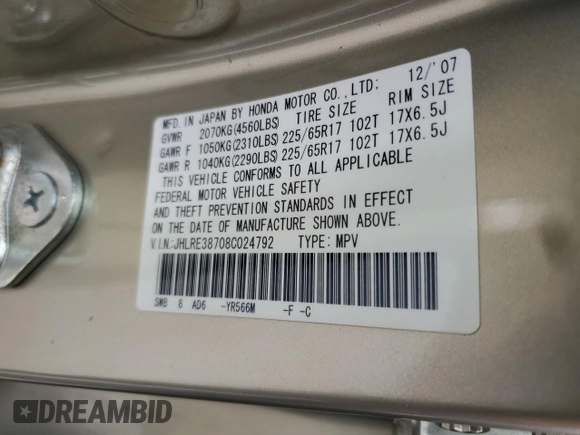 MFD. IN JAPAN BY HONDA MOTOR CO.,LTD; 12/'07
GVWR 2070KG(4560LBS) TIRE SIZE RIM SIZE
GAWR F 1050KG(2310LBS) 225/65R17 102T 17X6.5J
GAWR R 1040KG(2290LBS) 225/65R17 102T 17X6.5J
THIS VEHICLE CONFORMS TO ALL APPLICABLE
FEDERAL MOTOR VEHICLE SAFETY
AND THEFT PREVENTION STANDARDS IN EFFECT
ON THE DATE OF MANUFACTURE SHOWN ABOVE.
V.I.N.:JHLRE38708C024792 TYPE: MPV
SWB 8 AD6 -YR566M -F -C
DREAMBID